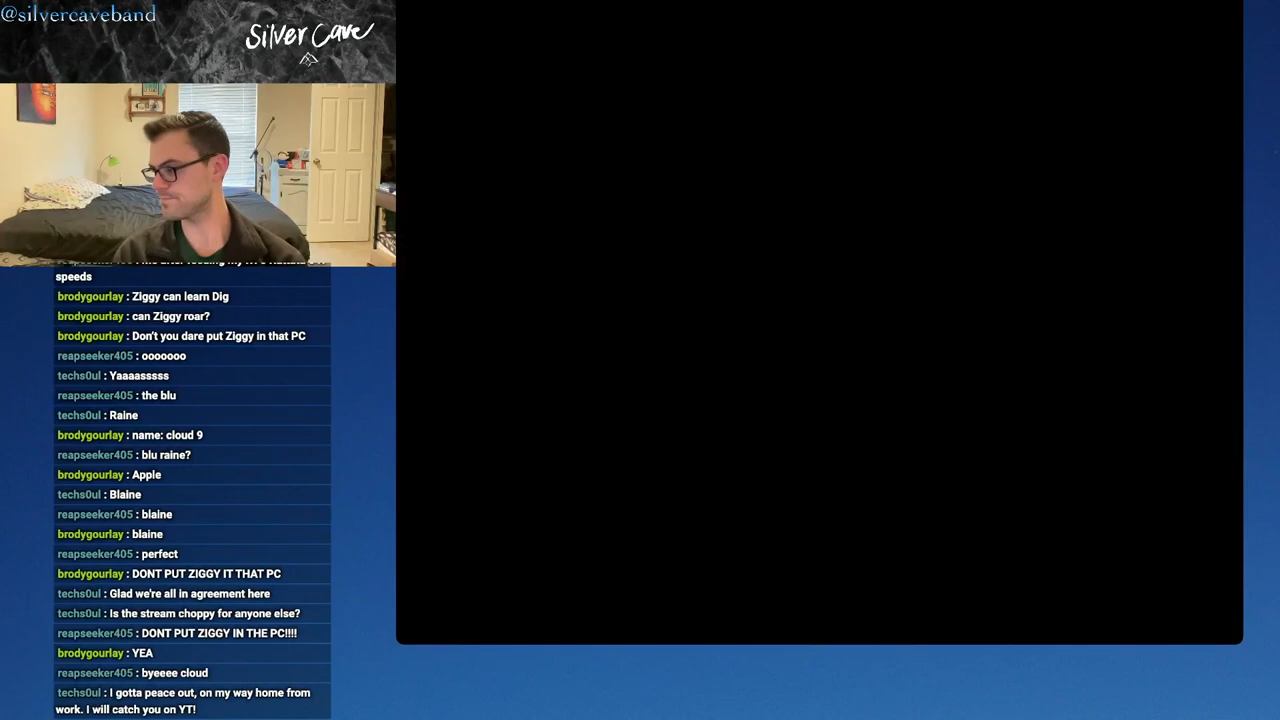 @silvercaveband
Silver Cave
speeds
brodygourlay : Ziggy can learn Dig
brodygourlay : can Ziggy roar?
brodygourlay : Don't you dare put Ziggy in that PC
reapseeker405 : ooooooo
techs0ul : Yaaaasssss
reapseeker405 : the blu
techs0ul : Raine
brodygourlay : name: cloud 9
reapseeker405 : blu raine?
brodygourlay : Apple
techs0ul : Blaine
reapseeker405 : blaine
brodygourlay : blaine
reapseeker405 : perfect
brodygourlay : DONT PUT ZIGGY IT THAT PC
techs0ul : Glad we're all in agreement here
techs0ul : Is the stream choppy for anyone else?
reapseeker405 : DONT PUT ZIGGY IN THE PC!!!!
brodygourlay : YEA
reapseeker405 : byeeee cloud
techs0ul : I gotta peace out, on my way home from
work. I will catch you on YT!